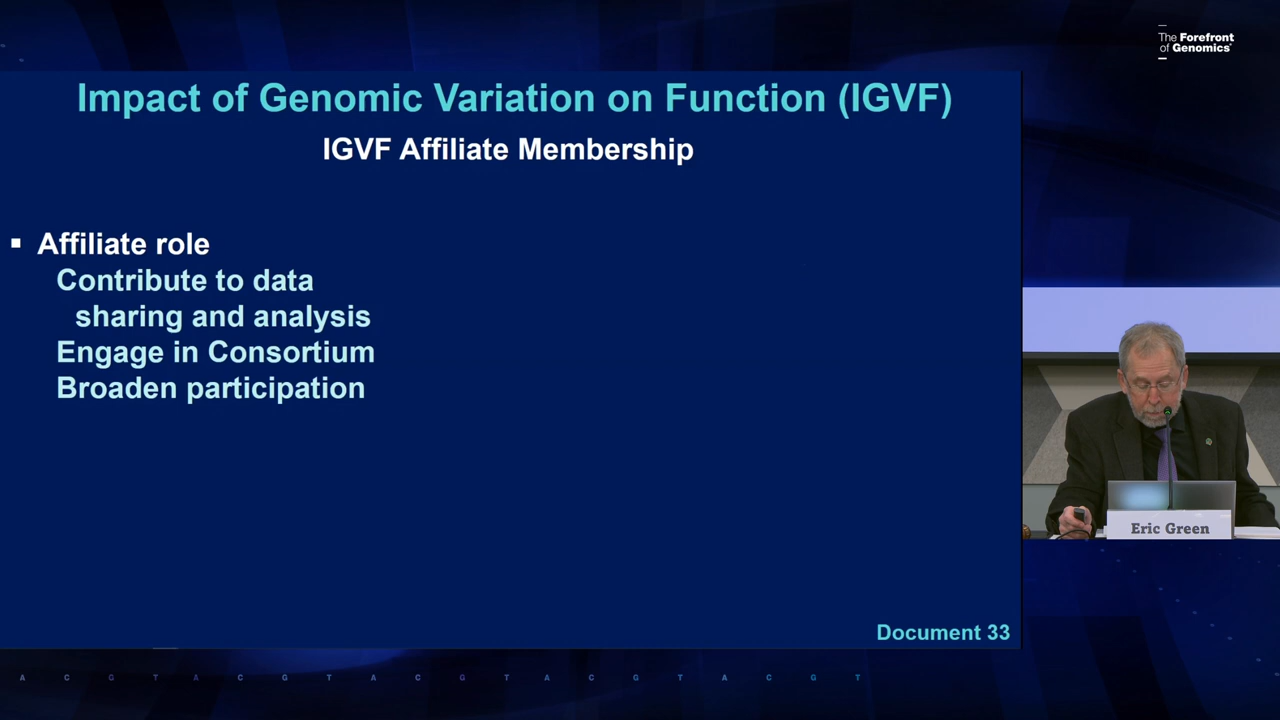 The Forefront
of Genomics®
Impact of Genomic Variation on Function (IGVF)
IGVF Affiliate Membership
▪ Affiliate role
Contribute to data
sharing and analysis
Engage in Consortium
Broaden participation
Document 33
Eric Green
A C G T A C G T A C G T A C G T A C G T